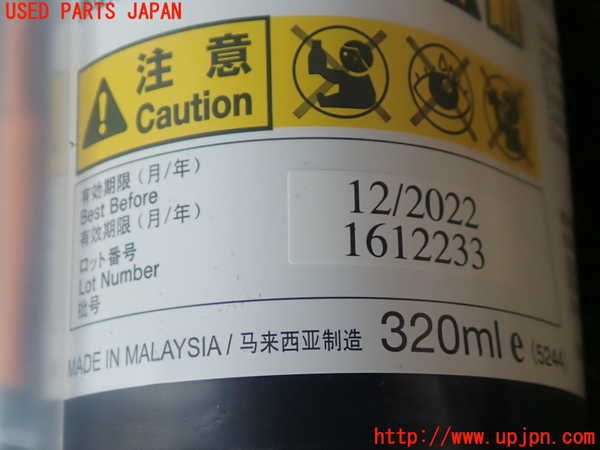 USED PARTS JAPAN
注意
Caution
有効期限（月/年）
Best Before
有效期限（月/年）
ロット番号
Lot Number
批号
12/2022
1612233
MADE IN MALAYSIA / 马来西亚制造 320ml e (5244
http://www.upjpn.com/